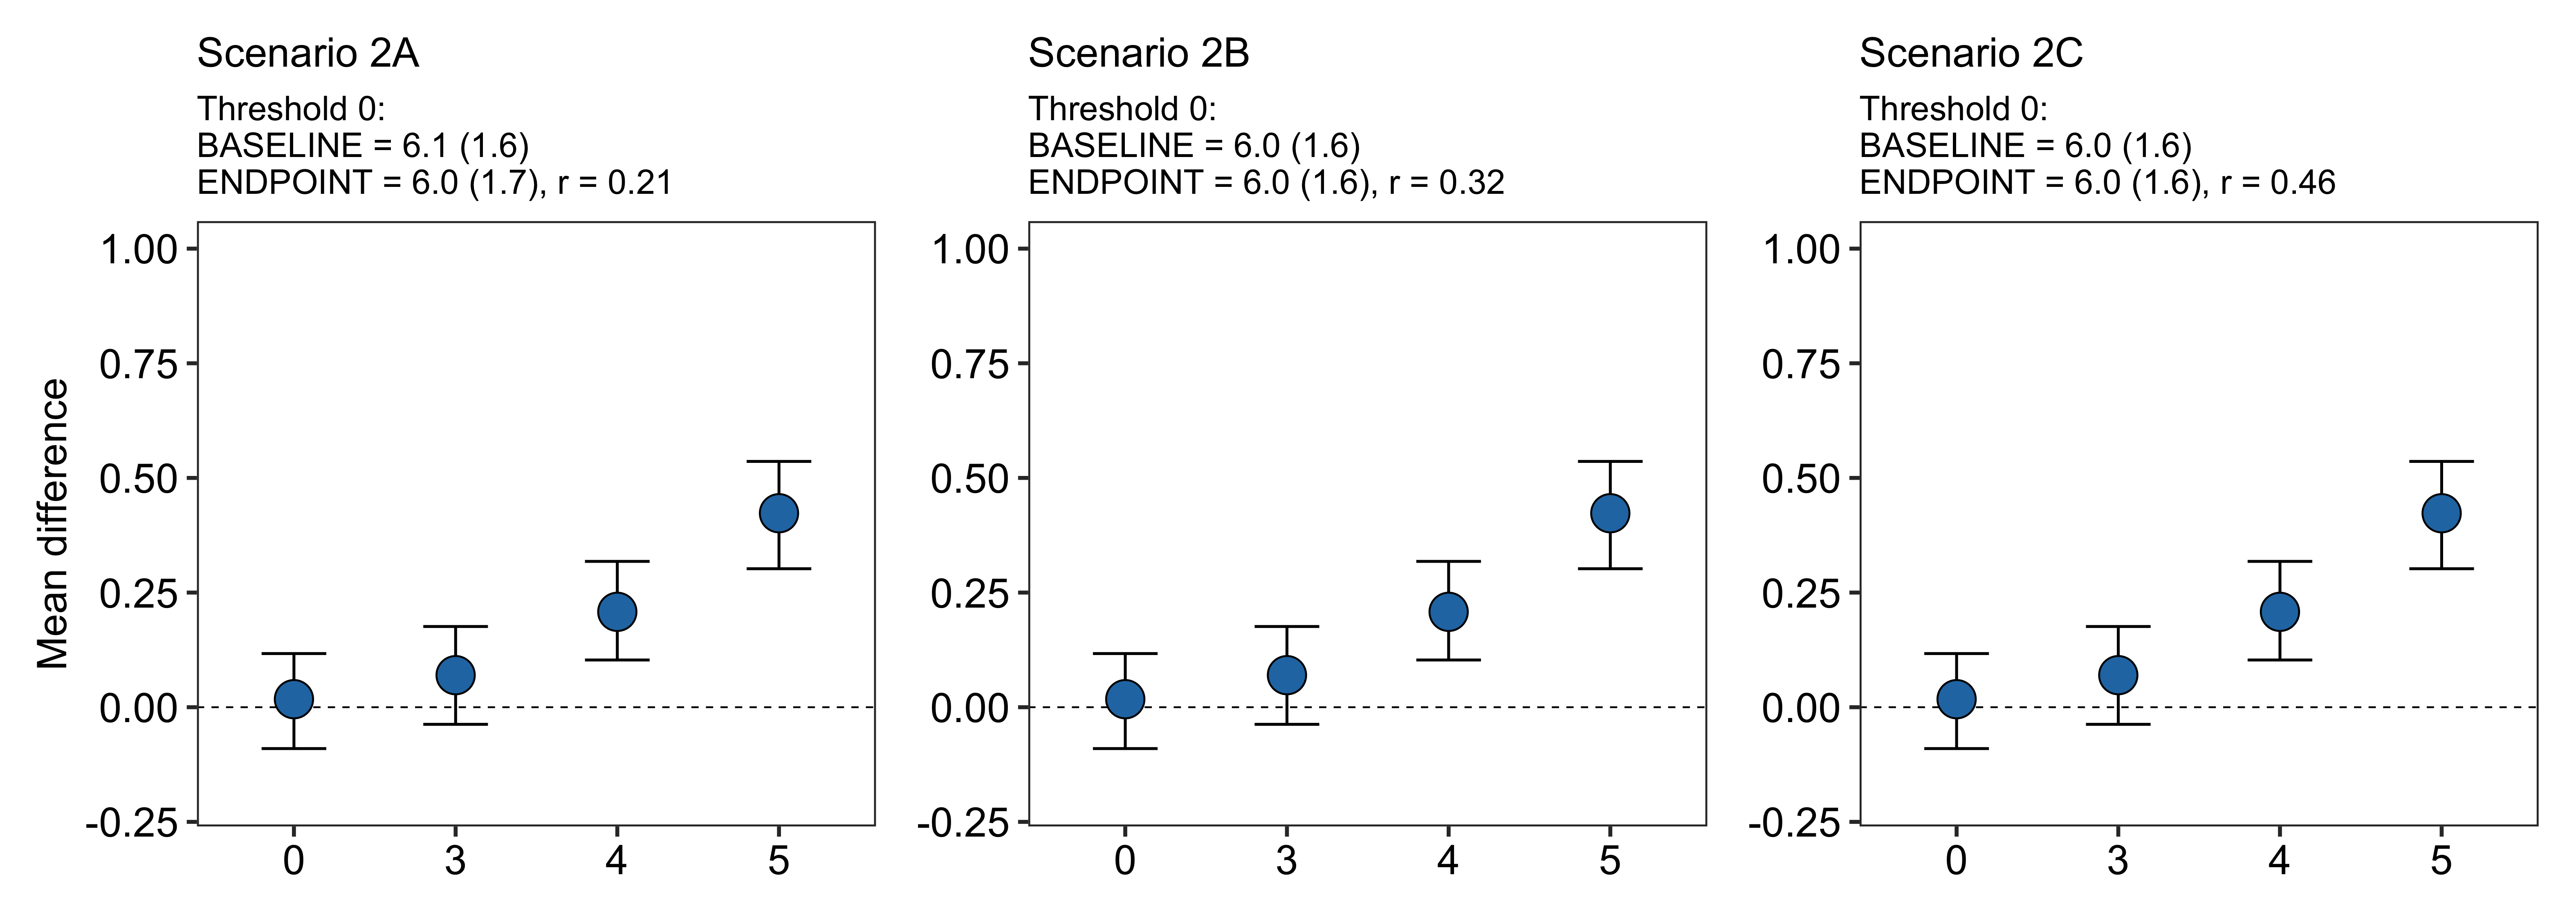 Scenario 2A
Threshold 0:
BASELINE = 6.1 (1.6)
ENDPOINT = 6.0 (1.7), r = 0.21
Scenario 2B
Threshold 0:
BASELINE = 6.0 (1.6)
ENDPOINT = 6.0 (1.6), r = 0.32
Scenario 2C
Threshold 0:
BASELINE = 6.0 (1.6)
ENDPOINT = 6.0 (1.6), r = 0.46
Mean difference
1.00
0.75
0.50
0.25
0.00
-0.25
0 3 4 5
1.00
0.75
0.50
0.25
0.00
-0.25
0 3 4 5
1.00
0.75
0.50
0.25
0.00
-0.25
0 3 4 5